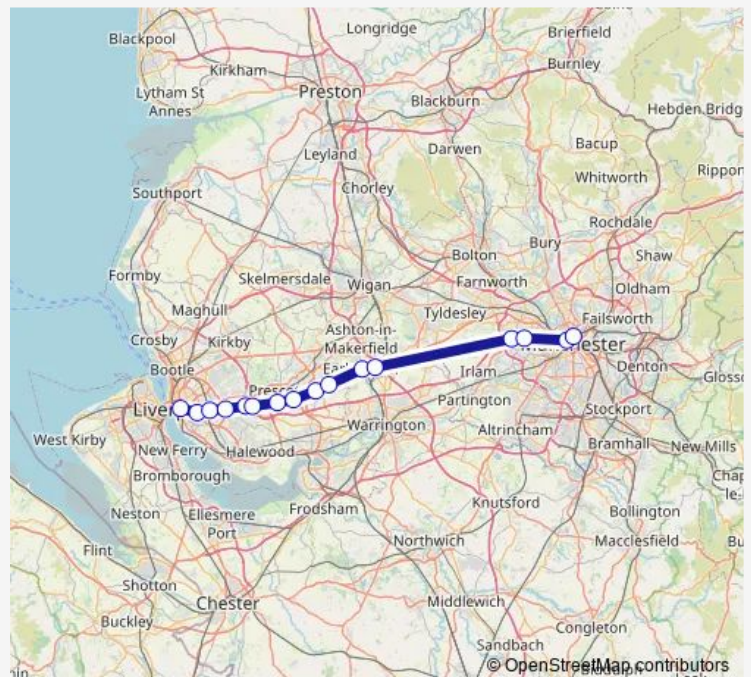 Blackpool
Longridge
Brierfield
Kirkham
Burnley
Lytham St
Annes
Preston
Blackburn
Hebden Bridg
Leyland
Darwen
Bacup
Whitworth
Rippon
Southport
Chorley
Rochdale
Bolton
Bury
Shaw
Formby
Skelmersdale
Wigan
Farnworth
Oldham
Maghull
Tyldesley
Failsworth
Crosby
Kirkby
Ashton-in-
Makerfield
Bootle
Irlam
Denton
Glosso
Partington
Stockport
Warrington
Altrincham
West Kirby
New Ferry
Halewood
Bramhall
New Mills
Bromborough
Knutsford
Neston
Ellesmere
Port
Frodsham
Bollington
Flint
Northwich
Macclesfield
Shotton
Chester
Middlewich
Buckley
Congleton
Sandbach
© OpenStreetMap contributors